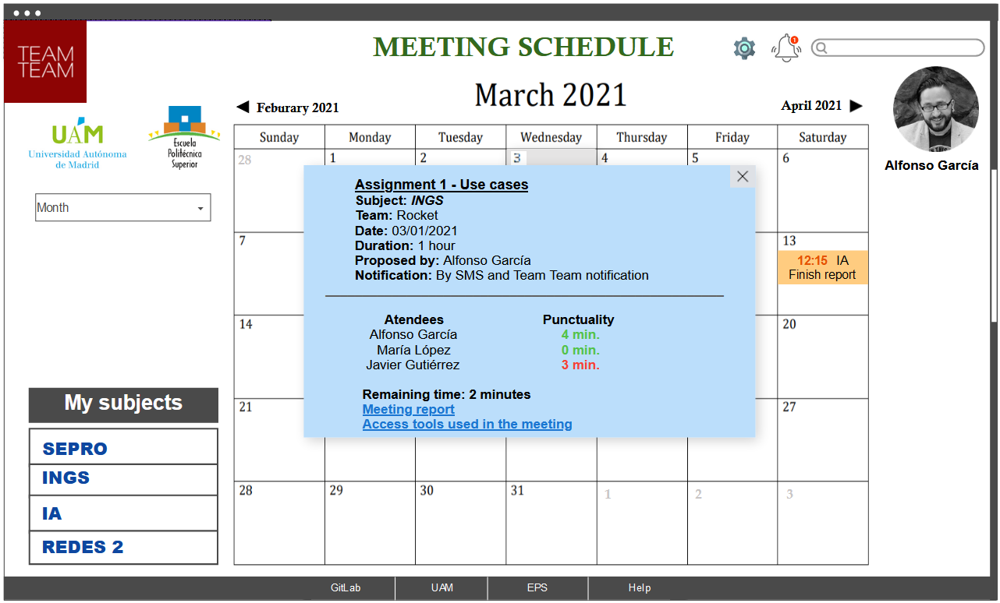 TEAM
TEAM
MEETING SCHEDULE
1
UAM
Universidad Autónoma
de Madrid
Escuela
Politécnica
Superior
Feburary 2021
March 2021
April 2021
Alfonso García
Month
Sunday Monday Tuesday Wednesday Thursday Friday Saturday
28 1 2 3 4 5 6
Assignment 1 - Use cases
Subject: INGS
Team: Rocket
Date: 03/01/2021
Duration: 1 hour
Proposed by: Alfonso García
Notification: By SMS and Team Team notification
Atendees Punctuality
Alfonso García 4 min.
María López 0 min.
Javier Gutiérrez 3 min.
Remaining time: 2 minutes
Meeting report
Access tools used in the meeting
7 13
12:15 IA
Finish report
14 20
21 27
28 29 30 31 1 2 3
My subjects
SEPRO
INGS
IA
REDES 2
GitLab UAM EPS Help